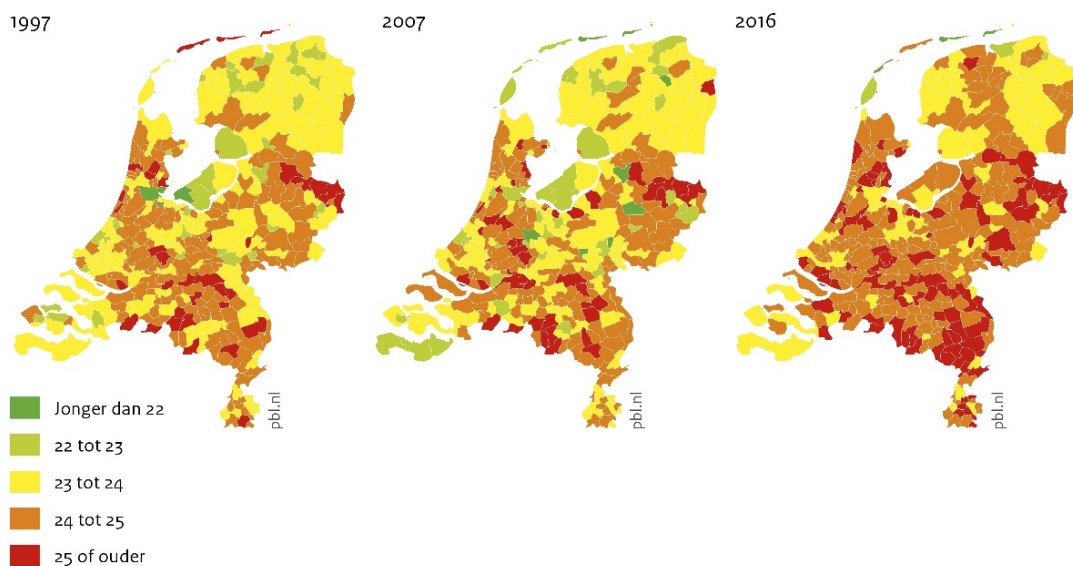 1997
2007
2016
Jonger dan 22
22 tot 23
23 tot 24
24 tot 25
25 of ouder
pbl.nl
pbl.nl
pbl.nl